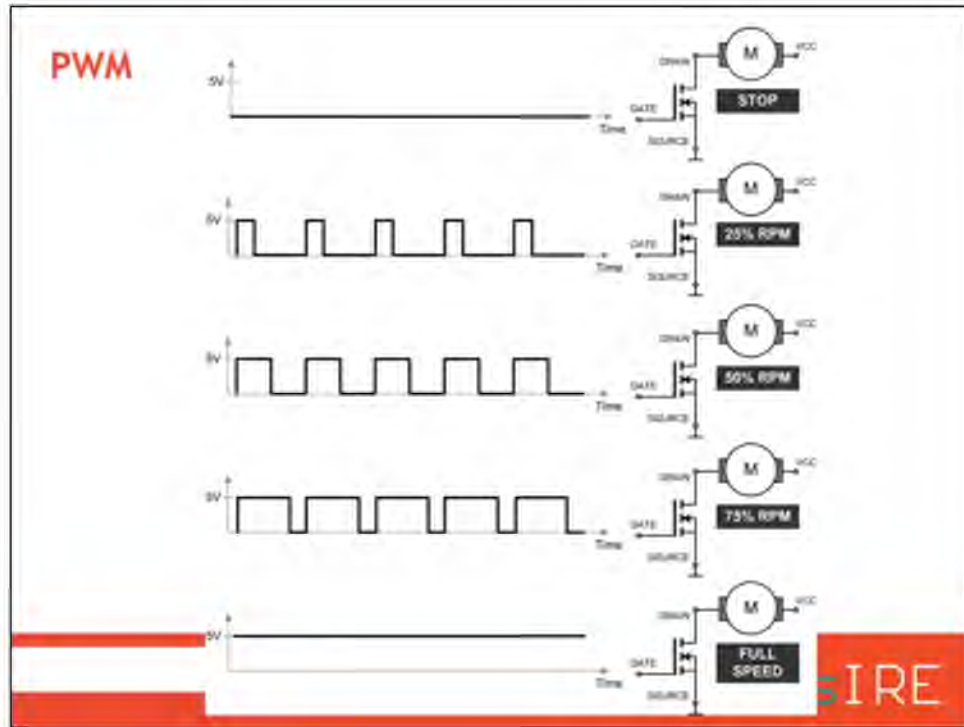 PWM
5V
Time
GATE
DRAIN
SOURCE
M
VCC
STOP
5V
Time
GATE
DRAIN
SOURCE
M
VCC
25% RPM
5V
Time
GATE
DRAIN
SOURCE
M
VCC
50% RPM
5V
Time
GATE
DRAIN
SOURCE
M
VCC
75% RPM
5V
Time
GATE
DRAIN
SOURCE
M
VCC
FULL
SPEED
sIRE